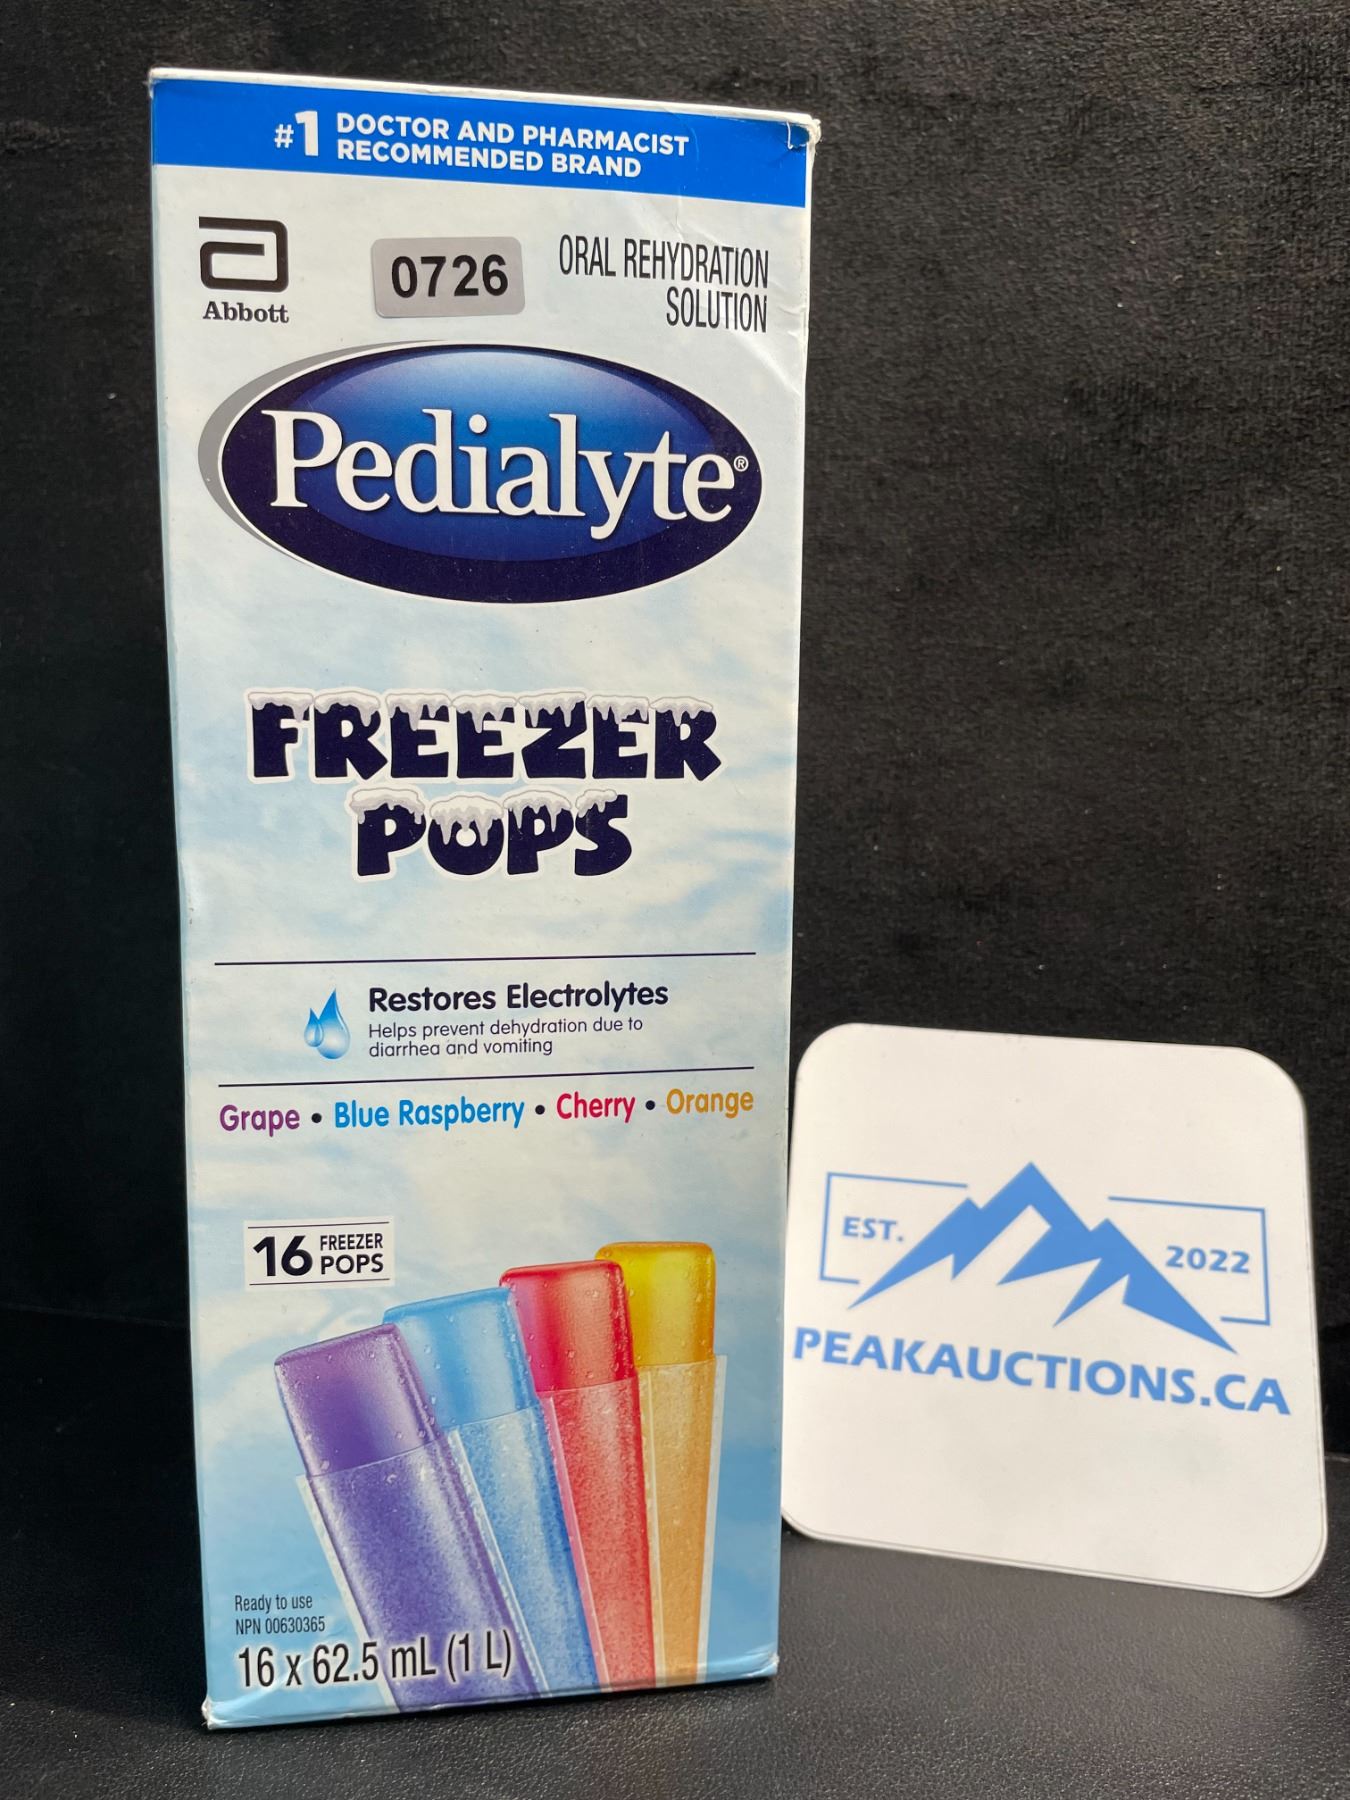 #1 DOCTOR AND PHARMACIST
RECOMMENDED BRAND
Abbott
0726
ORAL REHYDRATION
SOLUTION
Pedialyte®
FREEZER
POPS
Restores Electrolytes
Helps prevent dehydration due to
diarrhea and vomiting
Grape • Blue Raspberry • Cherry • Orange
16 FREEZER
POPS
Ready to use
NPN 00630365
16 x 62.5 mL (1 L)
EST. 2022
PEAKAUCTIONS.CA